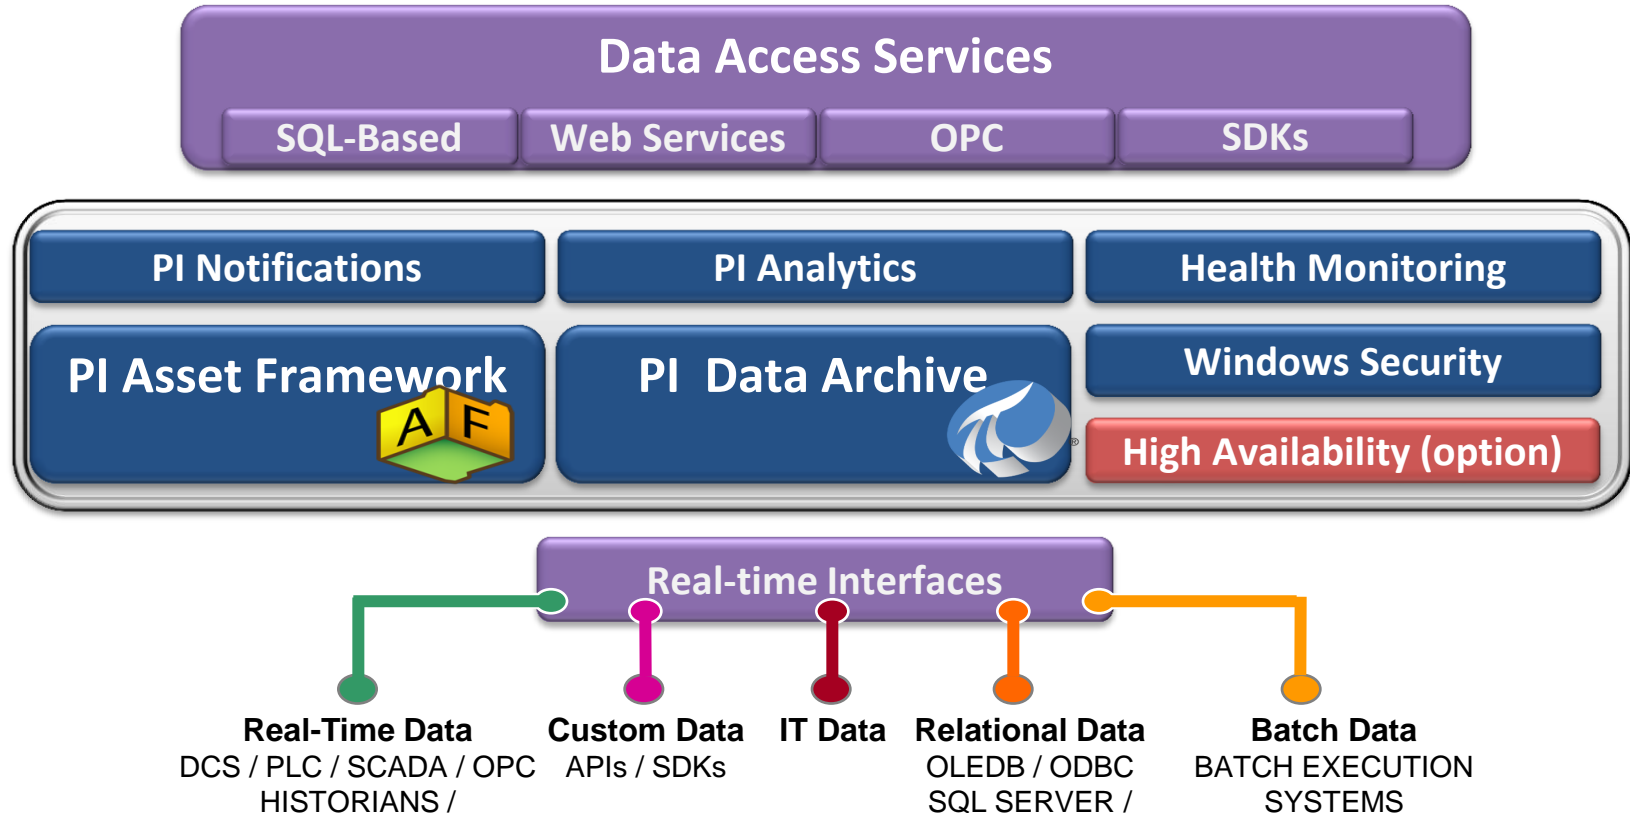 Data Access Services
SQL-Based Web Services OPC SDKs
PI Notifications PI Analytics Health Monitoring
PI Asset Framework PI Data Archive Windows Security
A F
®
High Availability (option)
Real-time Interfaces
Real-Time Data Custom Data IT Data Relational Data Batch Data
DCS / PLC / SCADA / OPC APIs / SDKs OLEDB / ODBC BATCH EXECUTION
HISTORIANS / SQL SERVER / SYSTEMS